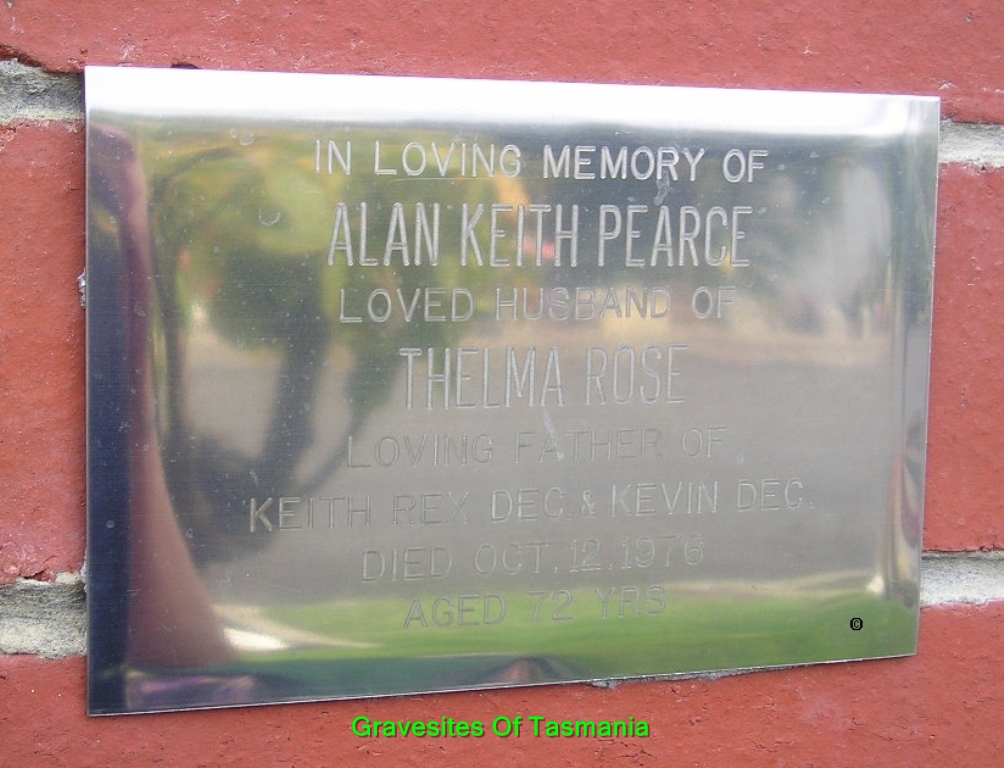 IN LOVING MEMORY OF
ALAN KEITH PEARCE
LOVED HUSBAND OF
THELMA ROSE
LOVING FATHER OF
KEITH REX DEC. & KEVIN DEC.
DIED OCT. 12. 1976
AGED 72 YRS
©
Gravesites Of Tasmania